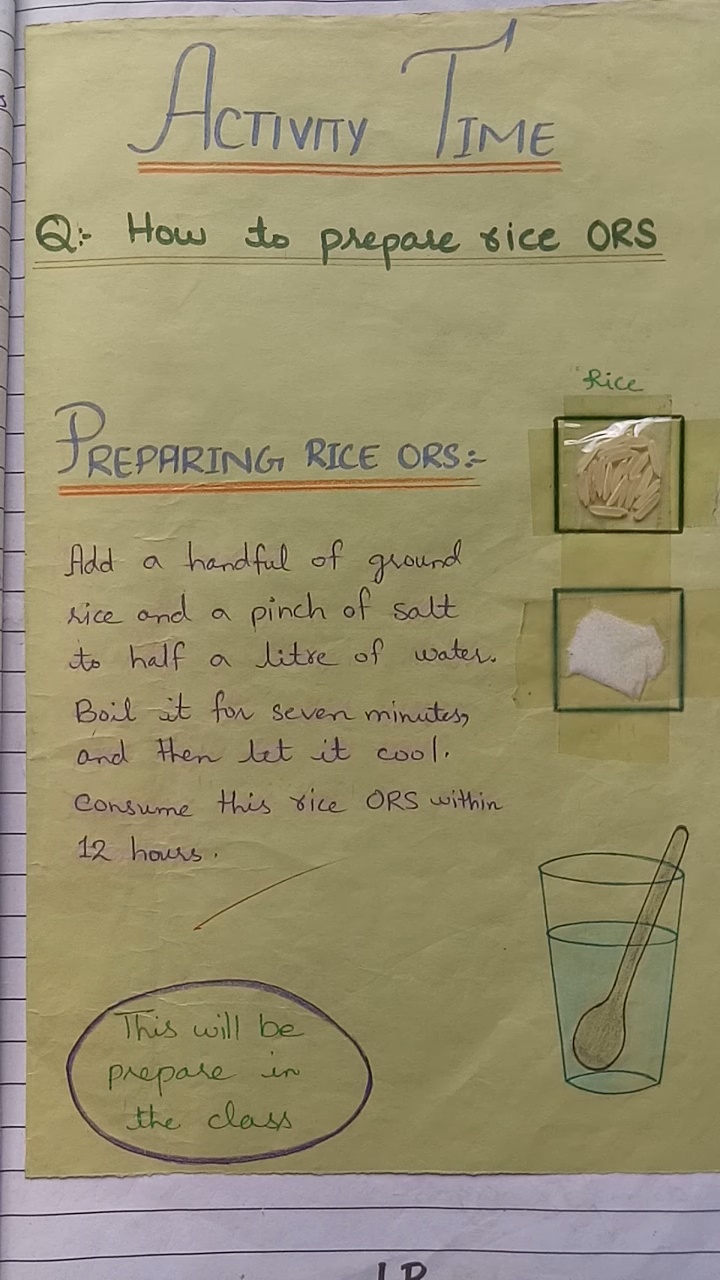 ACTIVITY TIME
Q:- How to prepare rice ORS
Rice
PREPARING RICE ORS:-
Add a handful of ground
rice and a pinch of salt
to half a litre of water.
Boil it for seven minutes,
and then let it cool.
Consume this rice ORS within
12 hours.
This will be
prepare in
the class